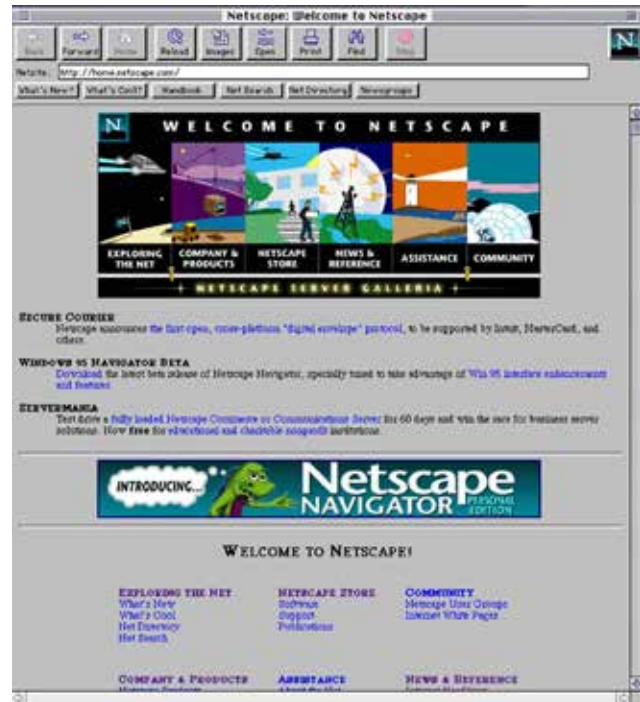 Netscape: Welcome to Netscape
Back Forward Home Reload Images Open Print Find Stop
N
Netsite: http://home.netscape.com/
What's New? What's Cool? Handbook Net Search Net Directory Newsgroups
N WELCOME TO NETSCAPE
EXPLORING THE NET
COMPANY & PRODUCTS
NETSCAPE STORE
NEWS & REFERENCE
ASSISTANCE
COMMUNITY
NETSCAPE SERVER GALLERIA
SECURE COURIER
Netscape announces the first open, cross-platform "digital envelope" protocol, to be supported by Intuit, MasterCard, and
others.
WINDOWS 95 NAVIGATOR BETA
Download the latest beta release of Netscape Navigator, specially tuned to take advantage of Win 95 interface enhancements
and features.
SERVERMANIA
Test drive a fully loaded Netscape Commerce or Communications Server for 60 days and win the race for business server
solutions. Now free for educational and charitable nonprofit institutions.
INTRODUCING...
Netscape
NAVIGATOR PERSONAL EDITION
WELCOME TO NETSCAPE!
EXPLORING THE NET
What's New
What's Cool
Net Directory
Net Search
NETSCAPE STORE
Software
Support
Publications
COMMUNITY
Netscape User Groups
Internet White Pages
COMPANY & PRODUCTS
Netscape Products
ASSISTANCE
About the Net
NEWS & REFERENCE